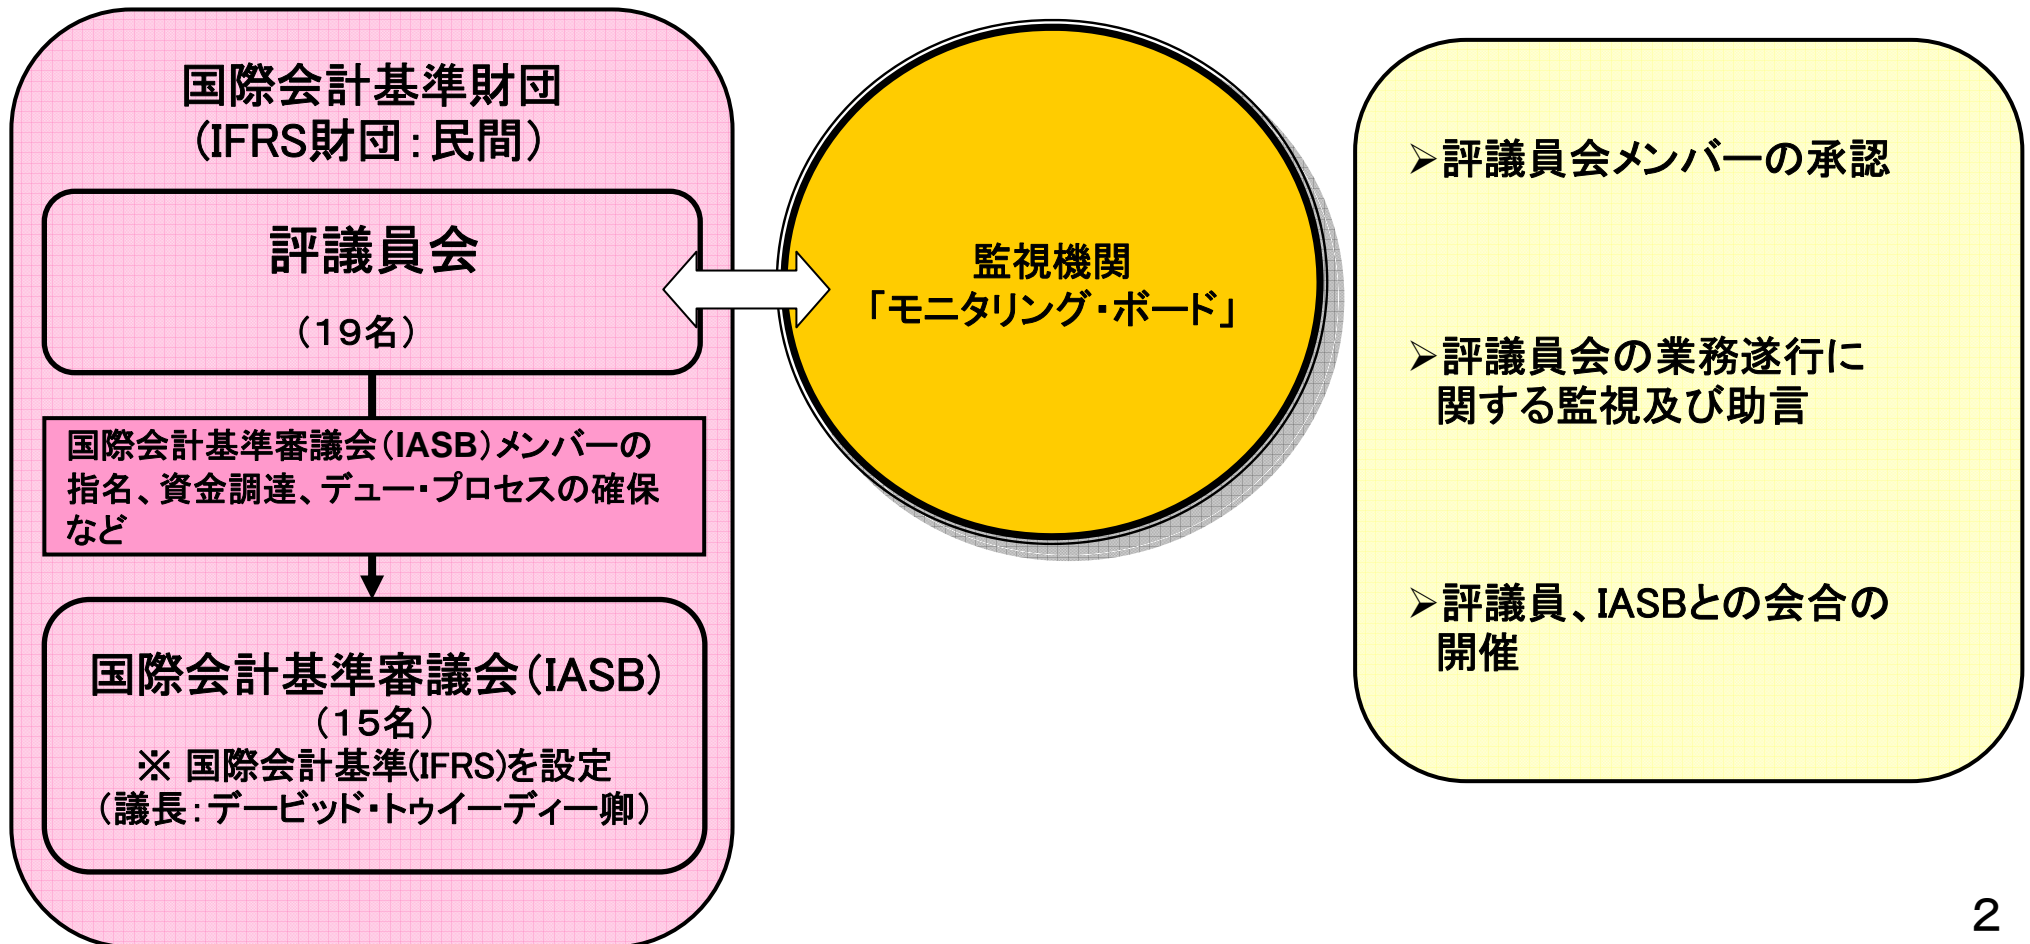 国際会計基準財団
(IFRS財団：民間)
評議員会
（１９名）
国際会計基準審議会（IASB）メンバーの
指名、資金調達、デュー・プロセスの確保
など
国際会計基準審議会（IASB）
（１５名）
※ 国際会計基準(IFRS)を設定
（議長：デービッド・トゥイーディー卿）
監視機関
「モニタリング・ボード」
➢評議員会メンバーの承認
➢評議員会の業務遂行に
関する監視及び助言
➢評議員、IASBとの会合の
開催
2